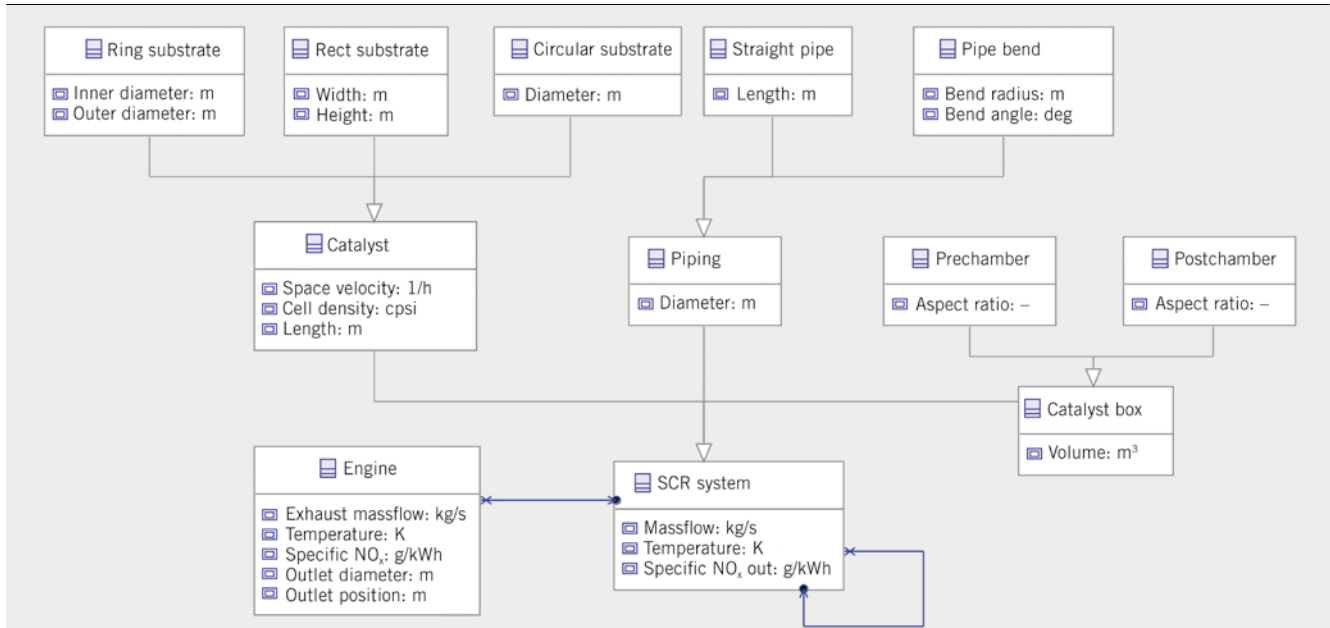 Ring substrate
Inner diameter: m
Outer diameter: m
Rect substrate
Width: m
Height: m
Circular substrate
Diameter: m
Straight pipe
Length: m
Pipe bend
Bend radius: m
Bend angle: deg
Catalyst
Space velocity: 1/h
Cell density: cpsi
Length: m
Piping
Diameter: m
Prechamber
Aspect ratio: –
Postchamber
Aspect ratio: –
Catalyst box
Volume: m³
Engine
Exhaust massflow: kg/s
Temperature: K
Specific NOₓ: g/kWh
Outlet diameter: m
Outlet position: m
SCR system
Massflow: kg/s
Temperature: K
Specific NOₓ out: g/kWh